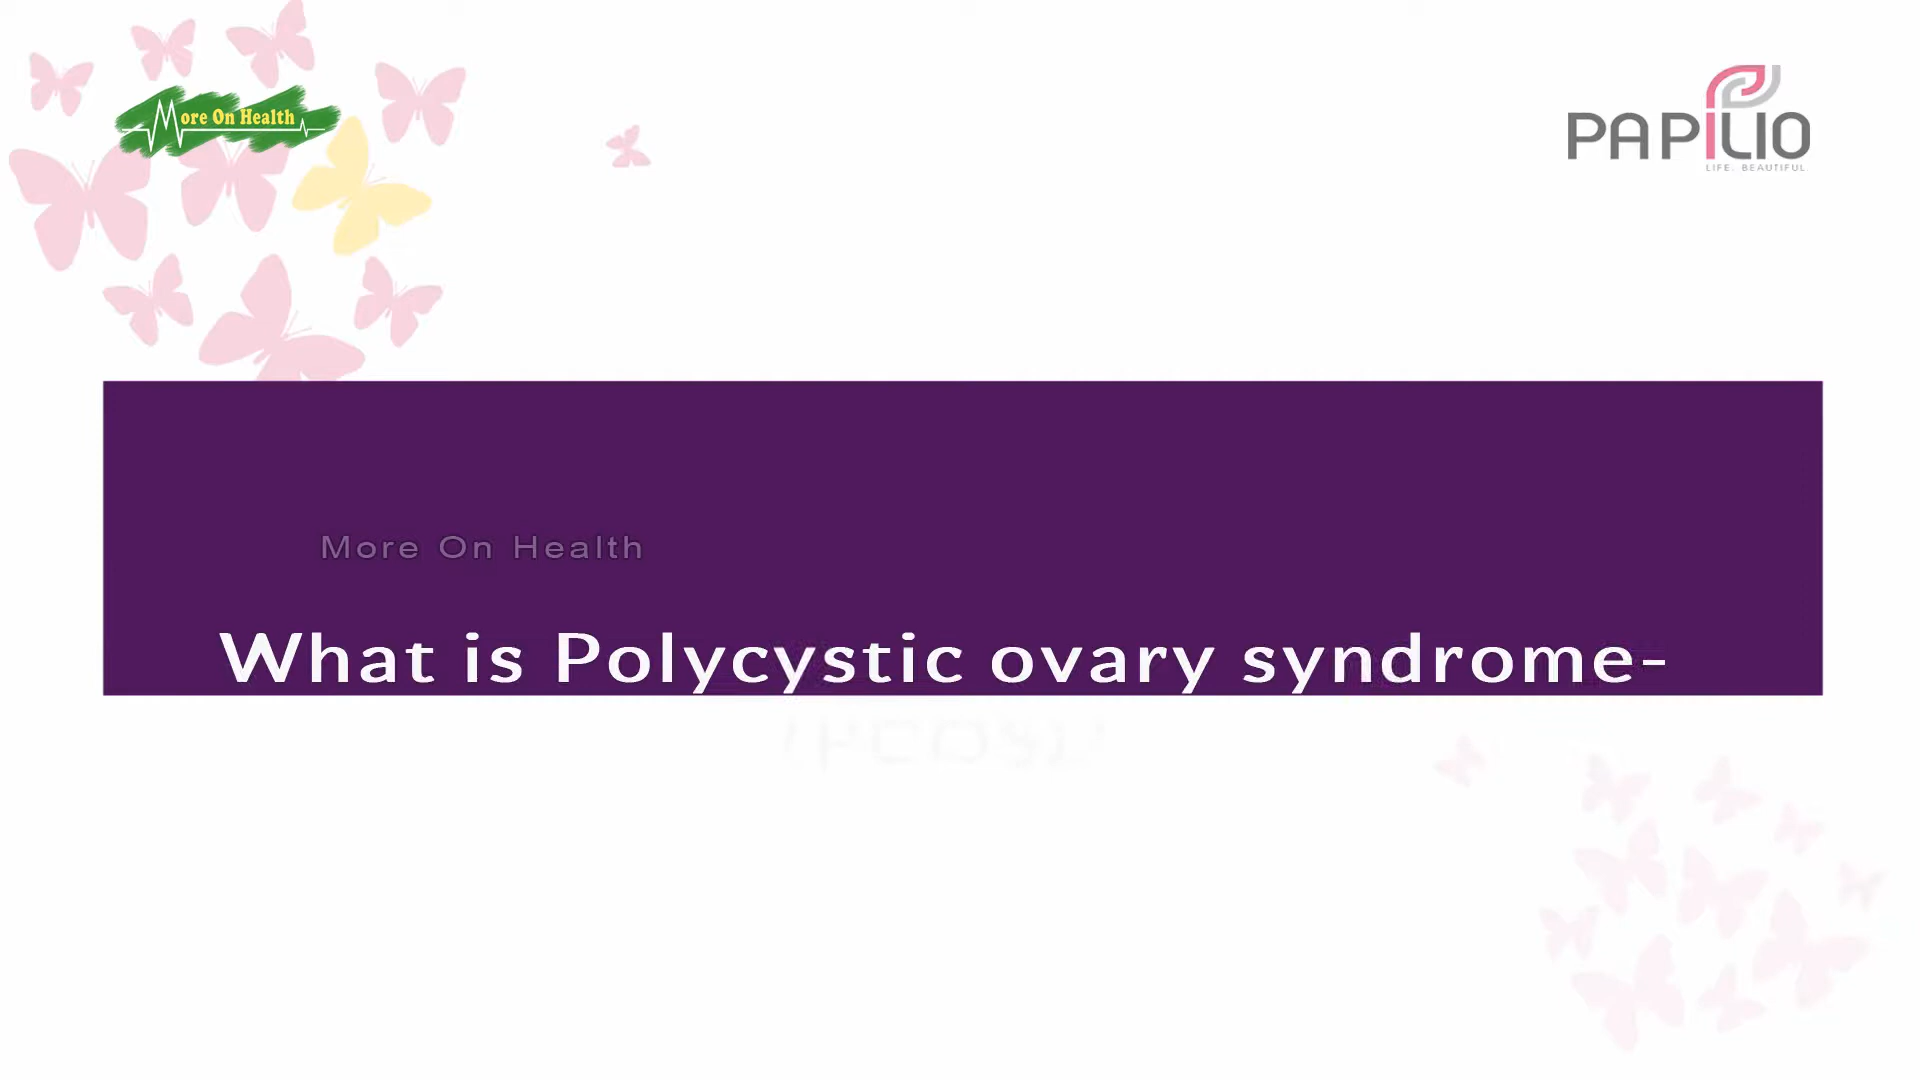 More On Health
PAPILIO
LIFE. BEAUTIFUL.
More On Health
What is Polycystic ovary syndrome-